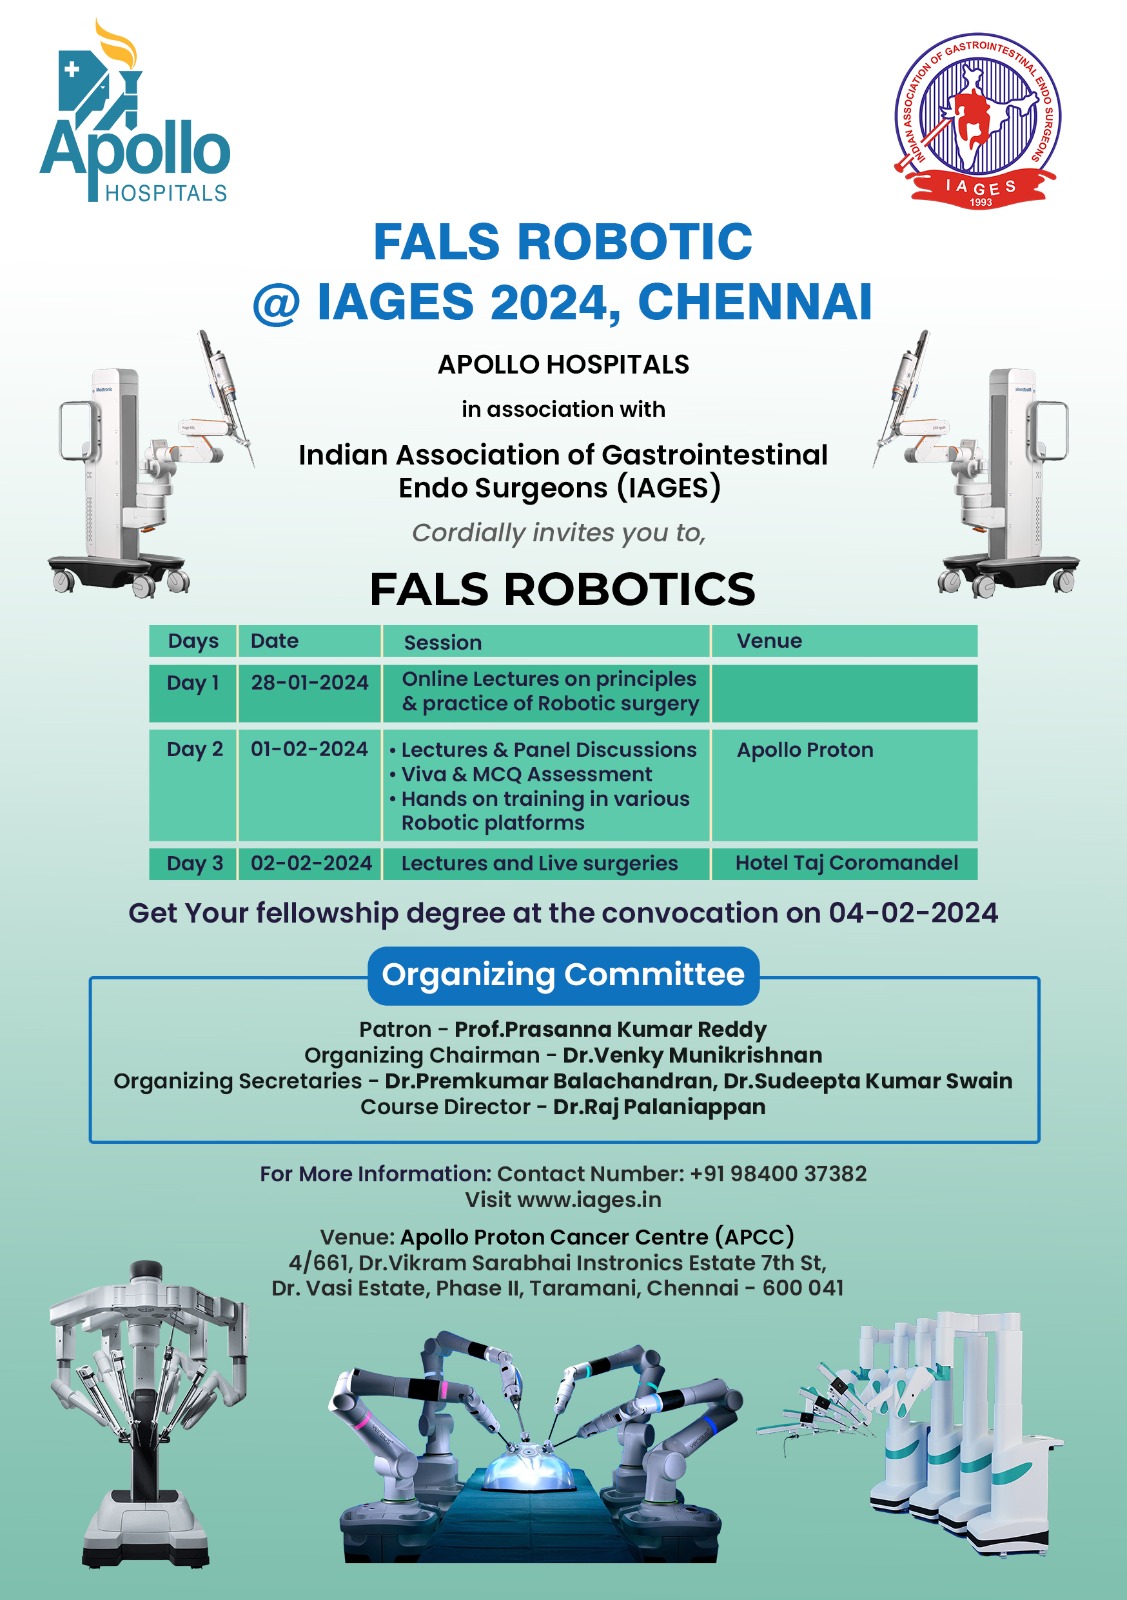 Apollo
HOSPITALS
INDIAN ASSOCIATION OF GASTROINTESTINAL ENDO SURGEONS
IAGES
1993
FALS ROBOTIC
@ IAGES 2024, CHENNAI
APOLLO HOSPITALS
in association with
Indian Association of Gastrointestinal
Endo Surgeons (IAGES)
Cordially invites you to,
Medtronic
FALS ROBOTICS
Days Date Session Venue
Day 1 28-01-2024 Online Lectures on principles
& practice of Robotic surgery
Day 2 01-02-2024 • Lectures & Panel Discussions Apollo Proton
• Viva & MCQ Assessment
• Hands on training in various
Robotic platforms
Day 3 02-02-2024 Lectures and Live surgeries Hotel Taj Coromandel
Get Your fellowship degree at the convocation on 04-02-2024
Organizing Committee
Patron - Prof.Prasanna Kumar Reddy
Organizing Chairman - Dr.Venky Munikrishnan
Organizing Secretaries - Dr.Premkumar Balachandran, Dr.Sudeepta Kumar Swain
Course Director - Dr.Raj Palaniappan
For More Information: Contact Number: +91 98400 37382
Visit www.iages.in
Venue: Apollo Proton Cancer Centre (APCC)
4/661, Dr.Vikram Sarabhai Instronics Estate 7th St,
Dr. Vasi Estate, Phase II, Taramani, Chennai - 600 041